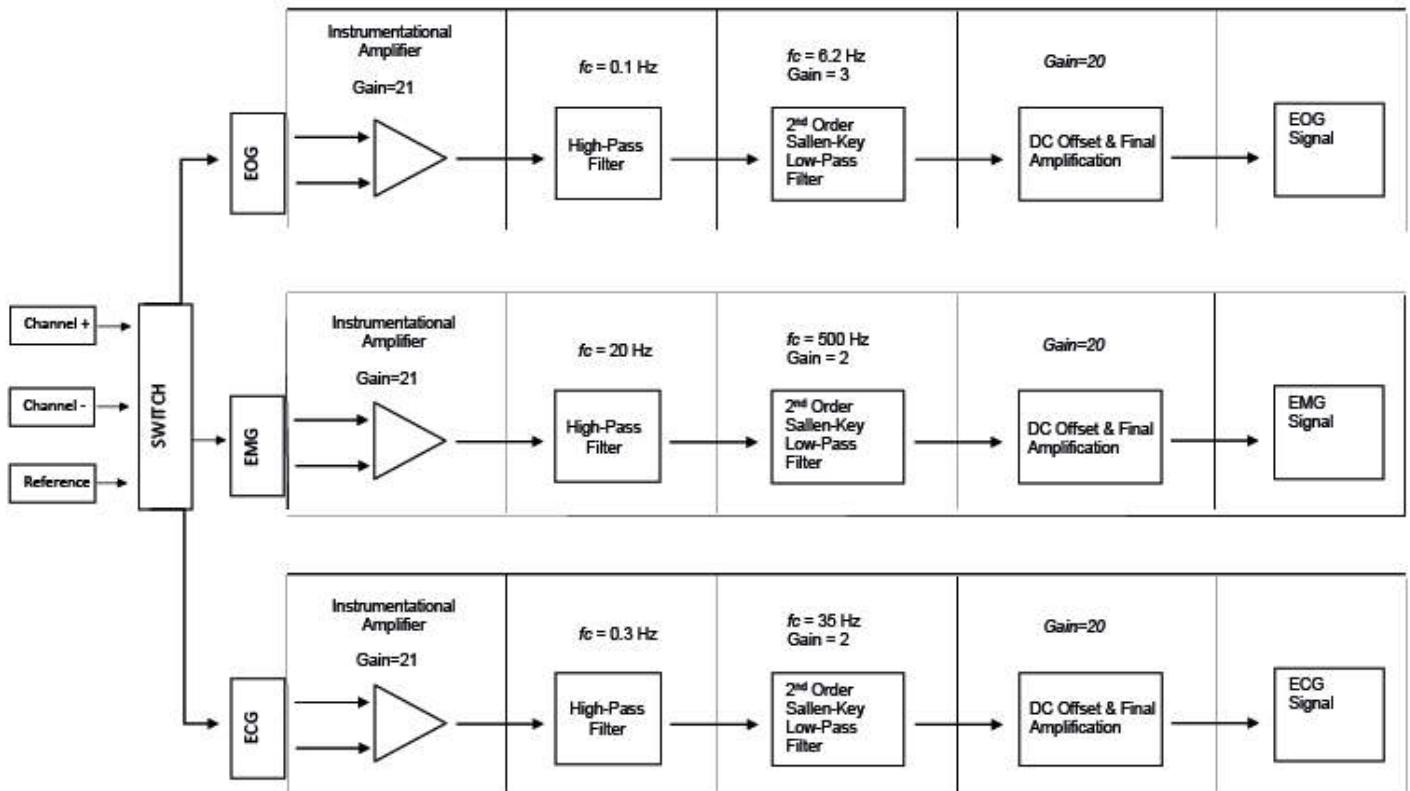 Channel +
Channel -
Reference
SWITCH
EOG
Instrumentational
Amplifier
Gain=21
fc = 0.1 Hz
High-Pass
Filter
fc = 6.2 Hz
Gain = 3
2nd Order
Sallen-Key
Low-Pass
Filter
Gain=20
DC Offset & Final
Amplification
EOG
Signal
EMG
Instrumentational
Amplifier
Gain=21
fc = 20 Hz
High-Pass
Filter
fc = 500 Hz
Gain = 2
2nd Order
Sallen-Key
Low-Pass
Filter
Gain=20
DC Offset & Final
Amplification
EMG
Signal
ECG
Instrumentational
Amplifier
Gain=21
fc = 0.3 Hz
High-Pass
Filter
fc = 35 Hz
Gain = 2
2nd Order
Sallen-Key
Low-Pass
Filter
Gain=20
DC Offset & Final
Amplification
ECG
Signal